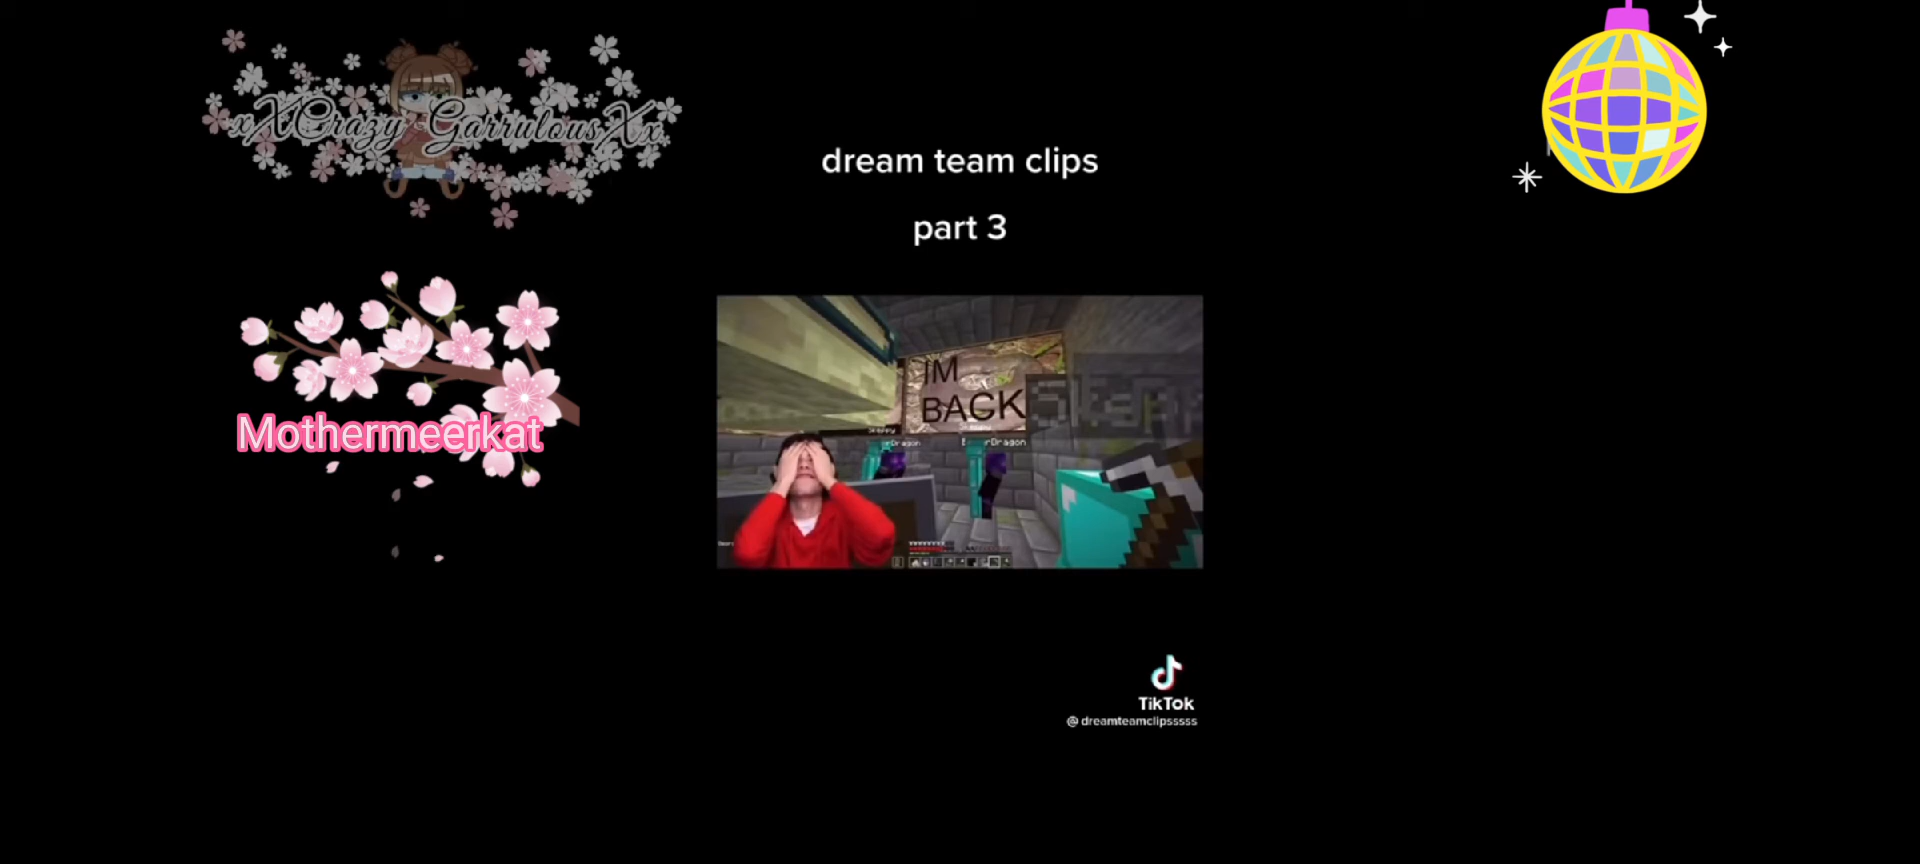 xXCrazy GarrulousXx
dream team clips
part 3
Mothermeerkat
IM
BACK
TikTok
@dreamteamclipsssss